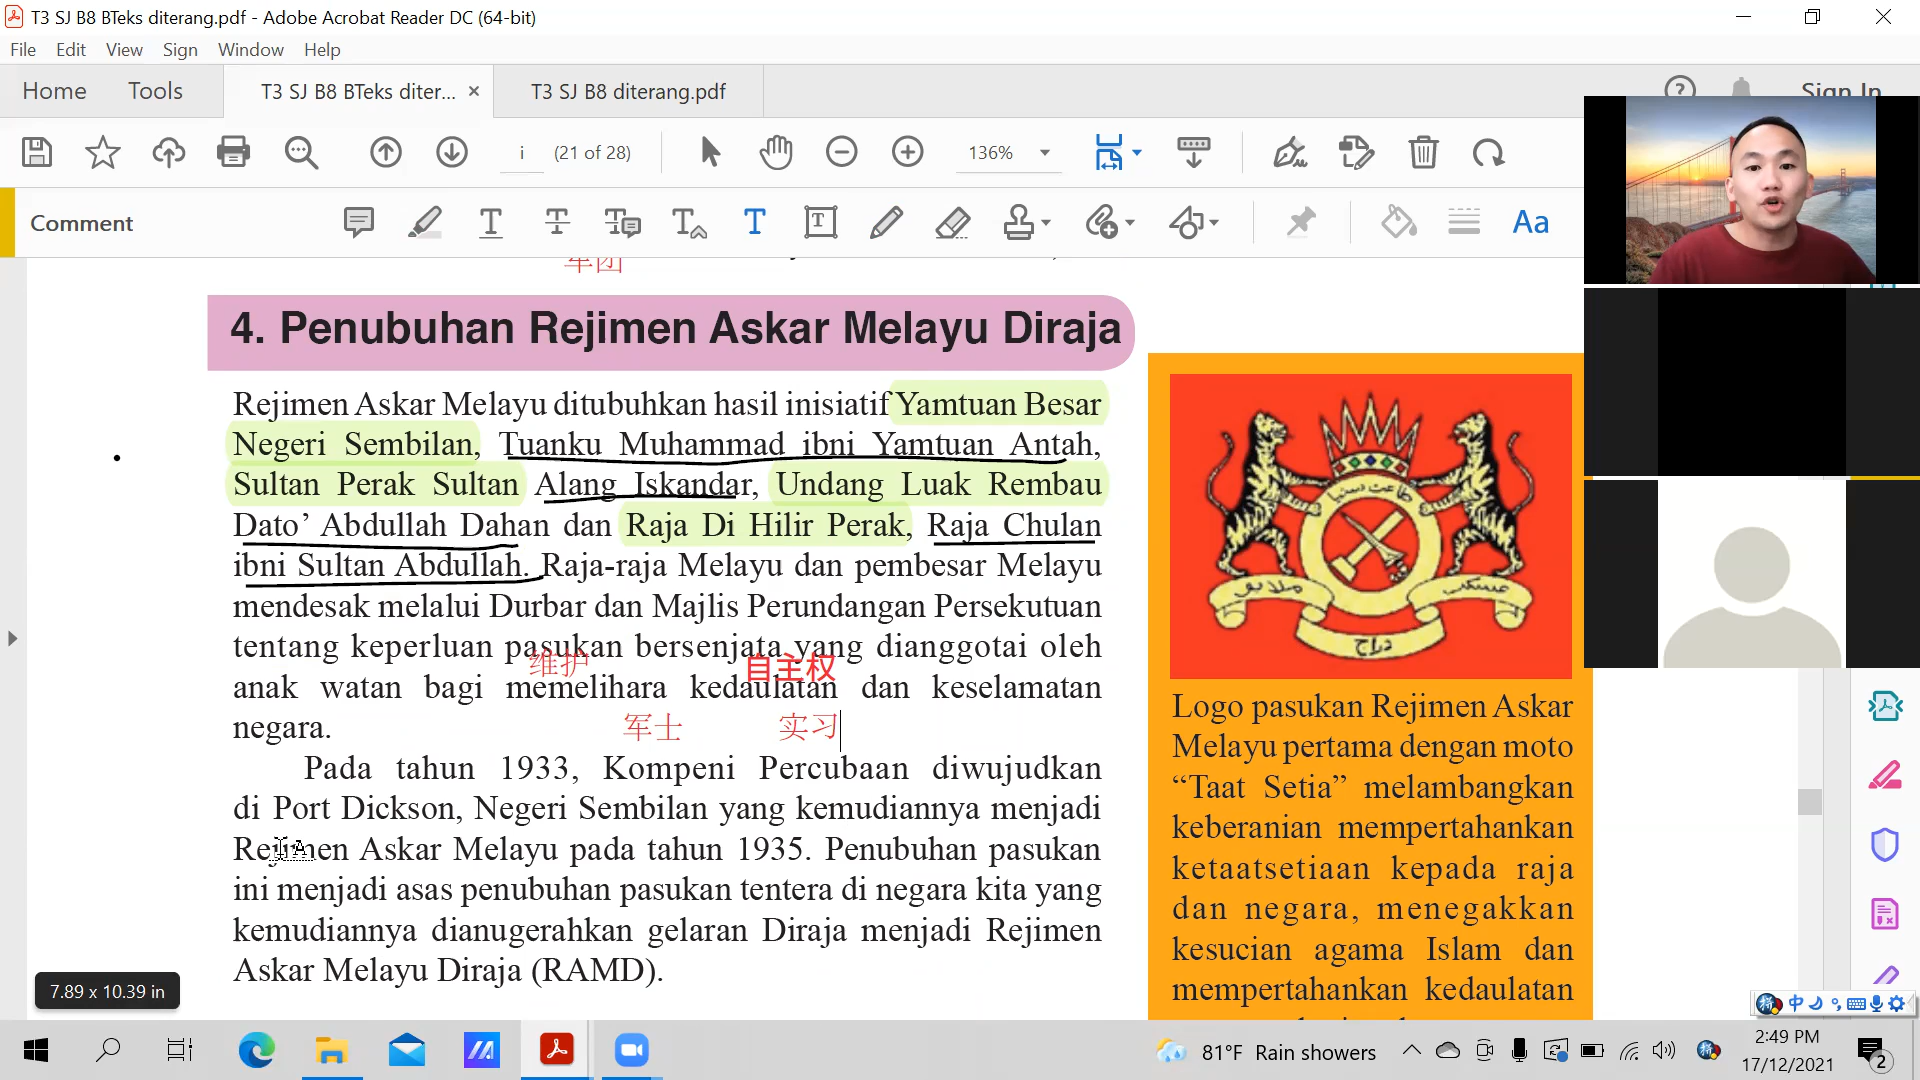 T3 SJ B8 BTeks diterang.pdf - Adobe Acrobat Reader DC (64-bit)
File Edit View Sign Window Help
Home Tools T3 SJ B8 BTeks diter... × T3 SJ B8 diterang.pdf Sign In
i (21 of 28) 136%
Comment
军团
4. Penubuhan Rejimen Askar Melayu Diraja
Rejimen Askar Melayu ditubuhkan hasil inisiatif Yamtuan Besar
Negeri Sembilan, Tuanku Muhammad ibni Yamtuan Antah,
Sultan Perak Sultan Alang Iskandar, Undang Luak Rembau
Dato’ Abdullah Dahan dan Raja Di Hilir Perak, Raja Chulan
ibni Sultan Abdullah. Raja-raja Melayu dan pembesar Melayu
mendesak melalui Durbar dan Majlis Perundangan Persekutuan
tentang keperluan pasukan bersenjata yang dianggotai oleh
维护 自主权
anak watan bagi memelihara kedaulatan dan keselamatan
negara.
军士 实习
Pada tahun 1933, Kompeni Percubaan diwujudkan
di Port Dickson, Negeri Sembilan yang kemudiannya menjadi
Rejimen Askar Melayu pada tahun 1935. Penubuhan pasukan
ini menjadi asas penubuhan pasukan tentera di negara kita yang
kemudiannya dianugerahkan gelaran Diraja menjadi Rejimen
Askar Melayu Diraja (RAMD).
عسكر ملايو
دراج
Logo pasukan Rejimen Askar
Melayu pertama dengan moto
“Taat Setia” melambangkan
keberanian mempertahankan
ketaatsetiaan kepada raja
dan negara, menegakkan
kesucian agama Islam dan
mempertahankan kedaulatan
7.89 x 10.39 in
中
81°F Rain showers
2:49 PM
17/12/2021
2